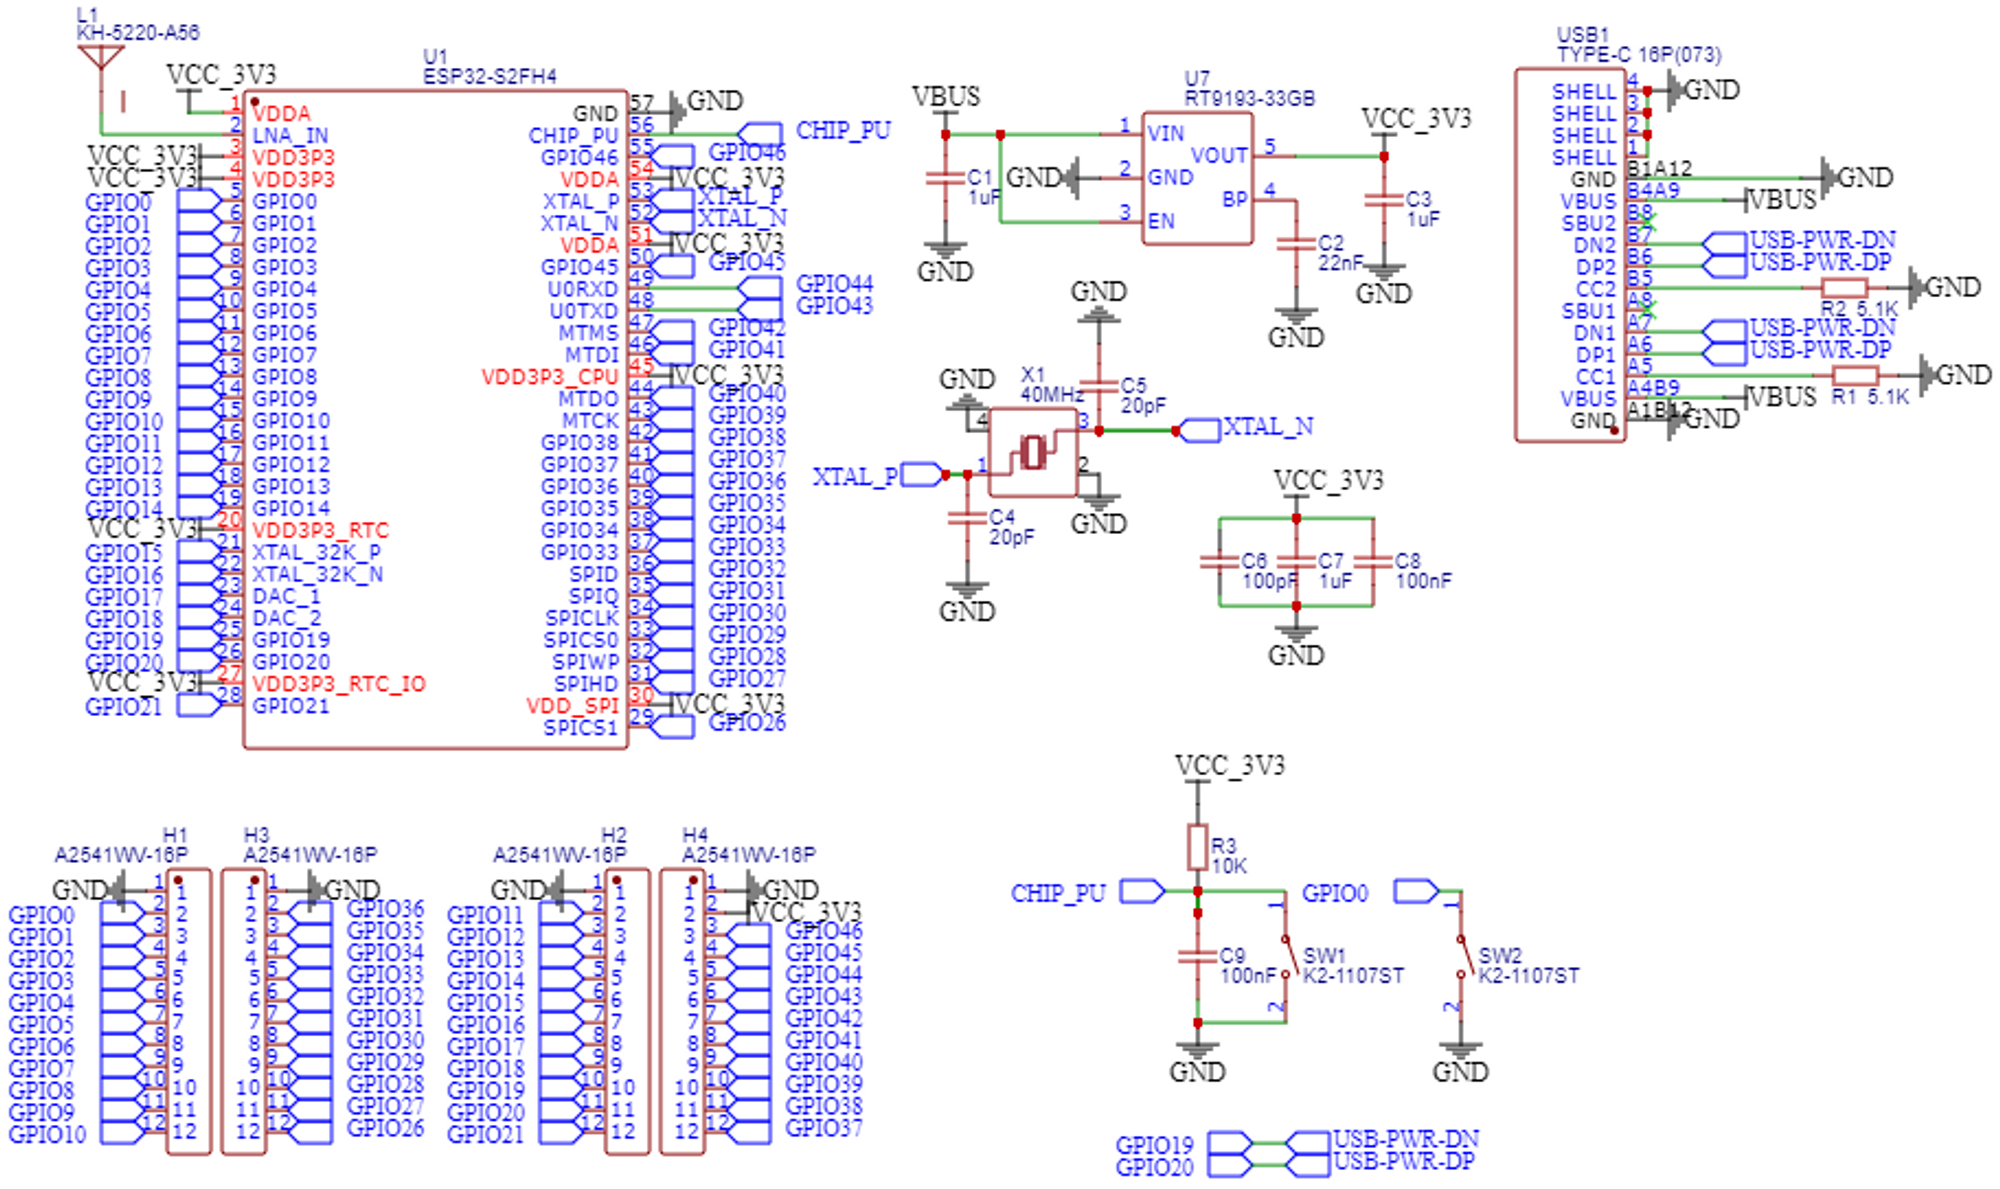 L1
KH-5220-A56
VCC_3V3
U1
ESP32-S2FH4
1 VDDA
2 LNA_IN
VCC_3V3 3 VDD3P3
VCC_3V3 4 VDD3P3
GPIO0 5 GPIO0
GPIO1 6 GPIO1
GPIO2 7 GPIO2
GPIO3 8 GPIO3
GPIO4 9 GPIO4
GPIO5 10 GPIO5
GPIO6 11 GPIO6
GPIO7 12 GPIO7
GPIO8 13 GPIO8
GPIO9 14 GPIO9
GPIO10 15 GPIO10
GPIO11 16 GPIO11
GPIO12 17 GPIO12
GPIO13 18 GPIO13
GPIO14 19 GPIO14
VCC_3V3 20 VDD3P3_RTC
GPIO15 21 XTAL_32K_P
GPIO16 22 XTAL_32K_N
GPIO17 23 DAC_1
GPIO18 24 DAC_2
GPIO19 25 GPIO19
GPIO20 26 GPIO20
VCC_3V3 27 VDD3P3_RTC_IO
GPIO21 28 GPIO21
GND 57 GND
CHIP_PU 56 CHIP_PU
GPIO46 55 GPIO46
VDDA 54 VCC_3V3
XTAL_P 53 XTAL_P
XTAL_N 52 XTAL_N
VDDA 51 VCC_3V3
GPIO45 50 GPIO45
U0RXD 49 GPIO44
U0TXD 48 GPIO43
MTMS 47 GPIO42
MTDI 46 GPIO41
VDD3P3_CPU 45 VCC_3V3
MTDO 44 GPIO40
MTCK 43 GPIO39
GPIO38 42 GPIO38
GPIO37 41 GPIO37
GPIO36 40 GPIO36
GPIO35 39 GPIO35
GPIO34 38 GPIO34
GPIO33 37 GPIO33
SPID 36 GPIO32
SPIQ 35 GPIO31
SPICLK 34 GPIO30
SPICS0 33 GPIO29
SPIWP 32 GPIO28
SPIHD 31 GPIO27
VDD_SPI 30 VCC_3V3
SPICS1 29 GPIO26
VBUS
U7
RT9193-33GB
VCC_3V3
1 VIN
VOUT 5
GND 2 GND
BP 4
3 EN
C1
1uF
GND
C3
1uF
GND
C2
22nF
GND
GND
C5
20pF
GND
X1
40MHz
4
3
XTAL_N
XTAL_P
1
2
GND
C4
20pF
GND
VCC_3V3
C6
100pF
C7
1uF
C8
100nF
GND
USB1
TYPE-C 16P(073)
SHELL 4 GND
SHELL 3
SHELL 2
SHELL 1
GND B1A12 GND
VBUS B4A9 VBUS
SBU2 B8
DN2 B7 USB-PWR-DN
DP2 B6 USB-PWR-DP
CC2 B5 GND
R2 5.1K
SBU1 A8
DN1 A7 USB-PWR-DN
DP1 A6 USB-PWR-DP
CC1 A5 GND
R1 5.1K
VBUS A4B9 VBUS
GND A1B12 GND
H1
A2541WV-16P
GND 1 1
GPIO0 2 2
GPIO1 3 3
GPIO2 4 4
GPIO3 5 5
GPIO4 6 6
GPIO5 7 7
GPIO6 8 8
GPIO7 9 9
GPIO8 10 10
GPIO9 11 11
GPIO10 12 12
H3
A2541WV-16P
1 1 GND
2 2 GPIO36
3 3 GPIO35
4 4 GPIO34
5 5 GPIO33
6 6 GPIO32
7 7 GPIO31
8 8 GPIO30
9 9 GPIO29
10 10 GPIO28
11 11 GPIO27
12 12 GPIO26
H2
A2541WV-16P
GND 1 1
GPIO11 2 2
GPIO12 3 3
GPIO13 4 4
GPIO14 5 5
GPIO15 6 6
GPIO16 7 7
GPIO17 8 8
GPIO18 9 9
GPIO19 10 10
GPIO20 11 11
GPIO21 12 12
H4
A2541WV-16P
1 1 GND
2 2 VCC_3V3
3 3 GPIO46
4 4 GPIO45
5 5 GPIO44
6 6 GPIO43
7 7 GPIO42
8 8 GPIO41
9 9 GPIO40
10 10 GPIO39
11 11 GPIO38
12 12 GPIO37
VCC_3V3
R3
10K
CHIP_PU
1
C9
100nF
SW1
K2-1107ST
2
GND
GPIO0
1
SW2
K2-1107ST
2
GND
GPIO19 USB-PWR-DN
GPIO20 USB-PWR-DP